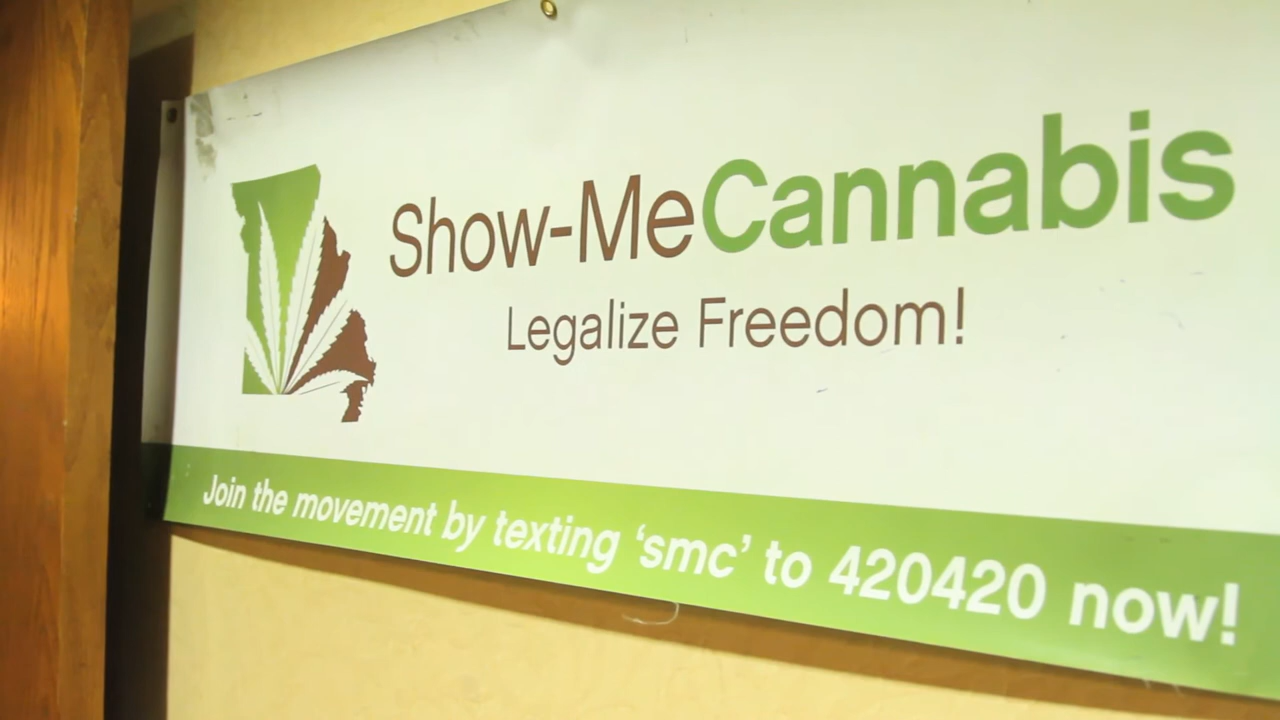 Show-MeCannabis
Legalize Freedom!
Join the movement by texting ‘smc’ to 420420 now!